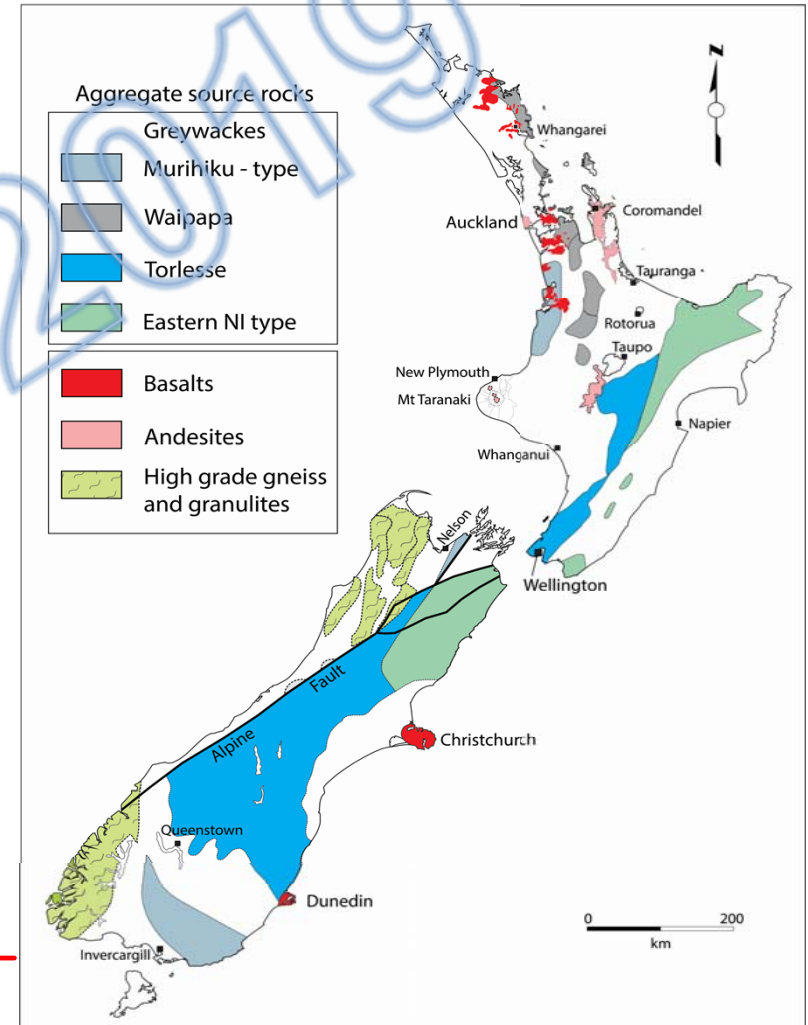 2019
Aggregate source rocks
Greywackes
Murihiku - type
Waipapa
Torlesse
Eastern NI type
Basalts
Andesites
High grade gneiss
and granulites
N
Whangarei
Auckland
Coromandel
Tauranga
Rotorua
Taupo
New Plymouth
Mt Taranaki
Napier
Whanganui
Nelson
Wellington
Alpine Fault
Christchurch
Queenstown
Dunedin
Invercargill
0 200
km